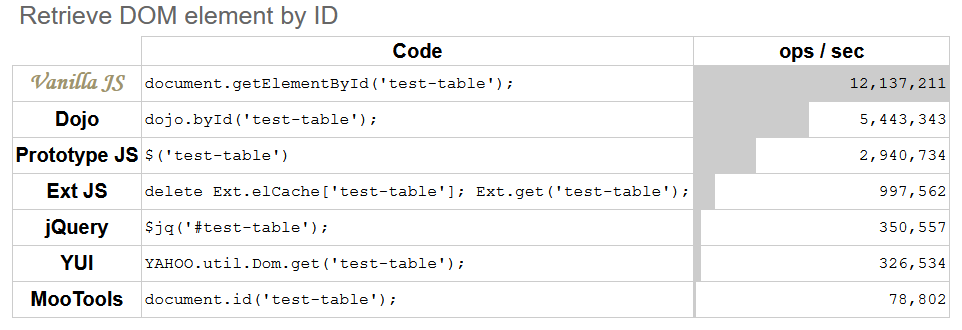 Retrieve DOM element by ID
Code ops / sec
Vanilla JS document.getElementById('test-table'); 12,137,211
Dojo dojo.byId('test-table'); 5,443,343
Prototype JS $('test-table') 2,940,734
Ext JS delete Ext.elCache['test-table']; Ext.get('test-table'); 997,562
jQuery $jq('#test-table'); 350,557
YUI YAHOO.util.Dom.get('test-table'); 326,534
MooTools document.id('test-table'); 78,802